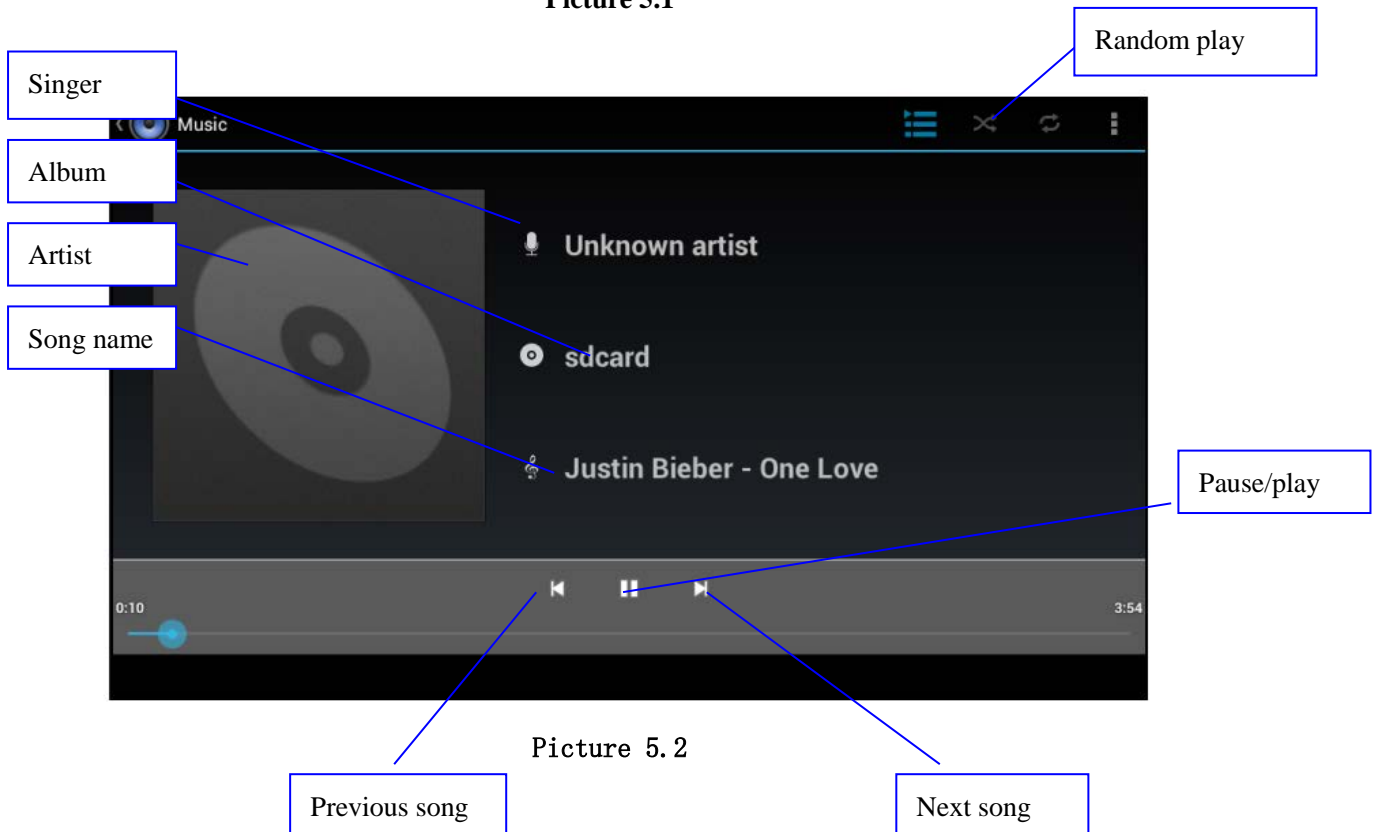 Picture 5.1
Random play
Singer
Music
Album
Artist
Unknown artist
Song name
sdcard
Justin Bieber - One Love
Pause/play
0:10
3:54
Picture 5.2
Previous song
Next song